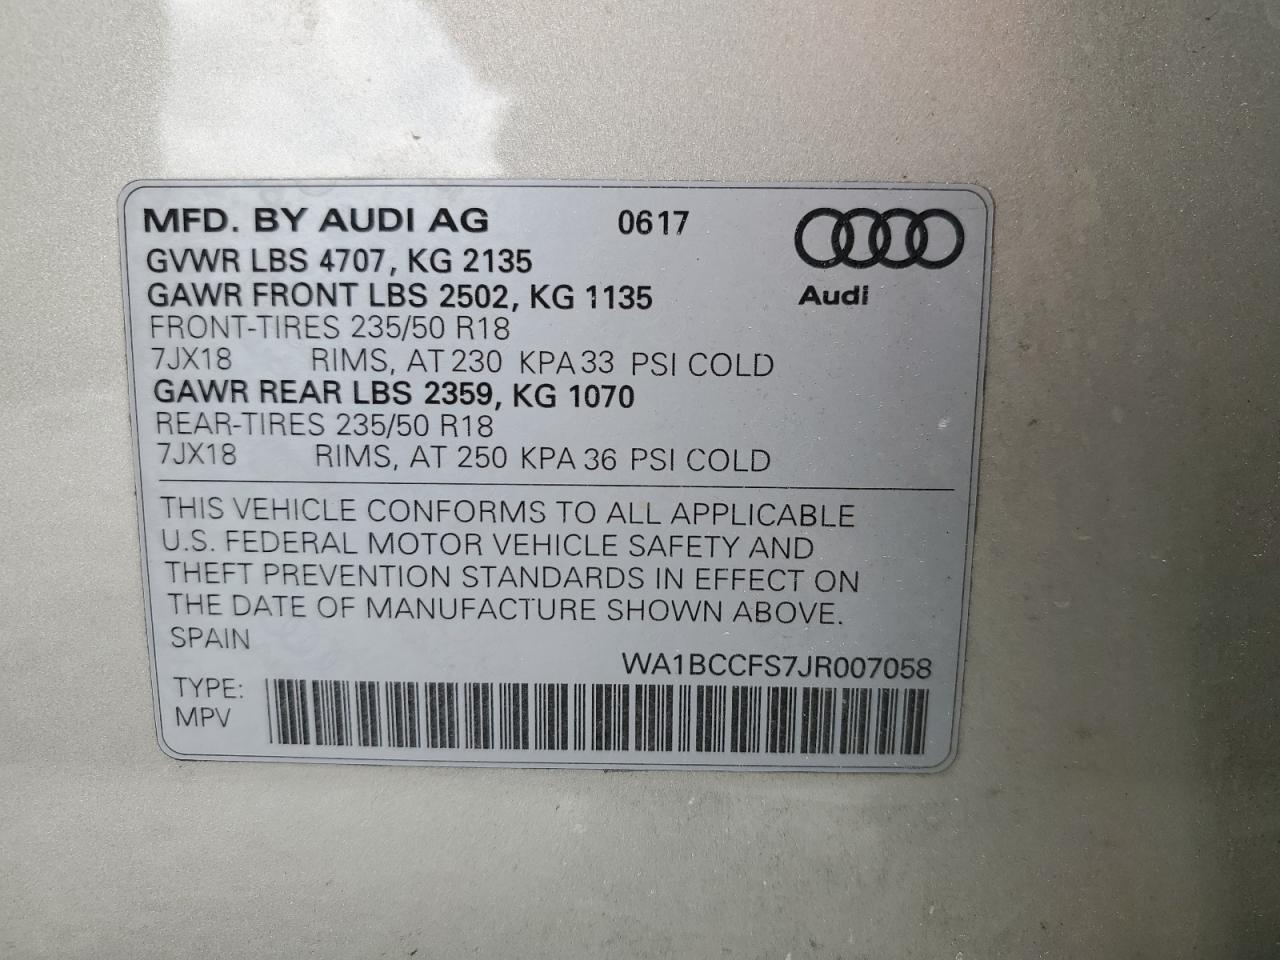 MFD. BY AUDI AG 0617
GVWR LBS 4707, KG 2135
Audi
GAWR FRONT LBS 2502, KG 1135
FRONT-TIRES 235/50 R18
7JX18 RIMS, AT 230 KPA 33 PSI COLD
GAWR REAR LBS 2359, KG 1070
REAR-TIRES 235/50 R18
7JX18 RIMS, AT 250 KPA 36 PSI COLD
THIS VEHICLE CONFORMS TO ALL APPLICABLE
U.S. FEDERAL MOTOR VEHICLE SAFETY AND
THEFT PREVENTION STANDARDS IN EFFECT ON
THE DATE OF MANUFACTURE SHOWN ABOVE.
SPAIN
WA1BCCFS7JR007058
TYPE:
MPV